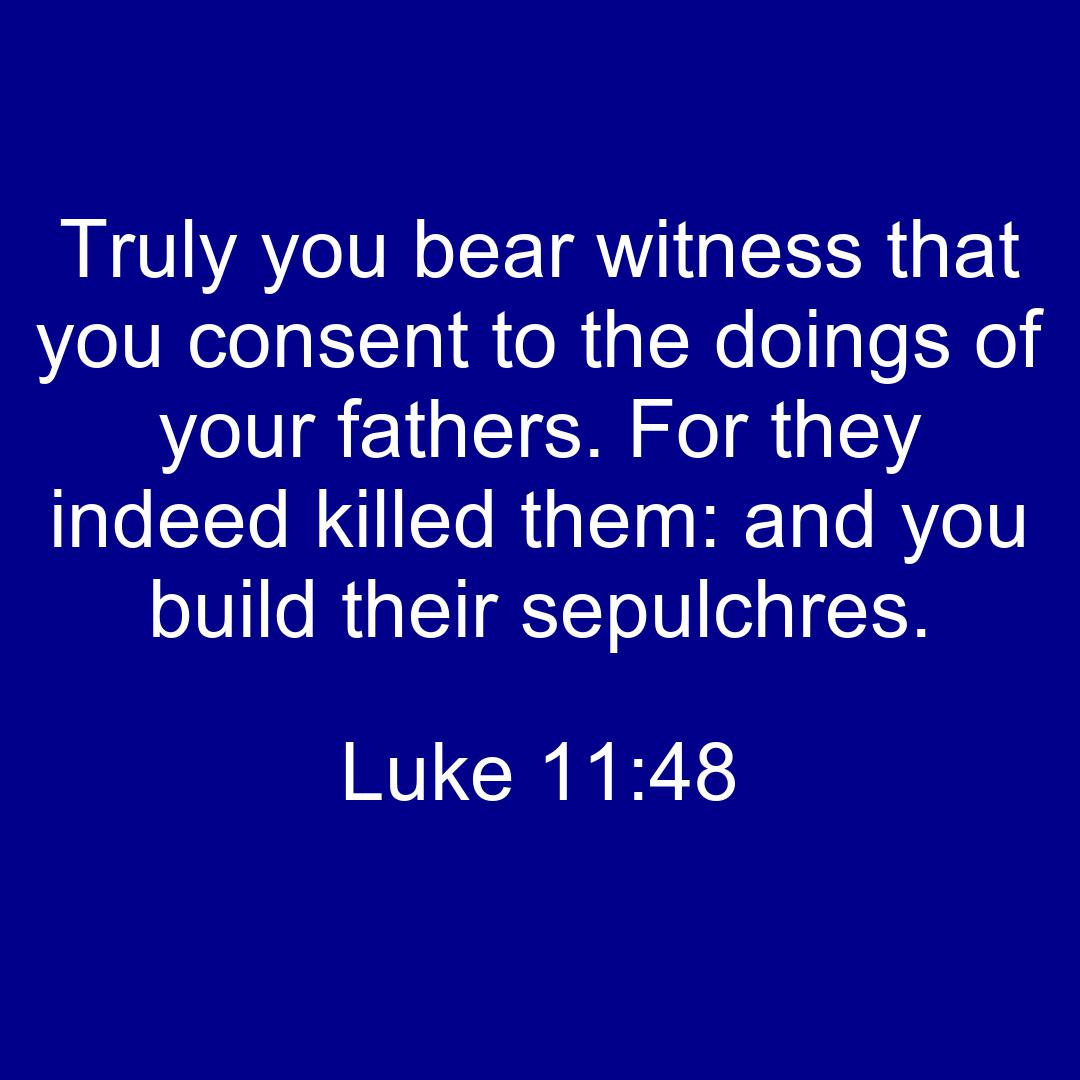 Truly you bear witness that
you consent to the doings of
your fathers. For they
indeed killed them: and you
build their sepulchres.
Luke 11:48